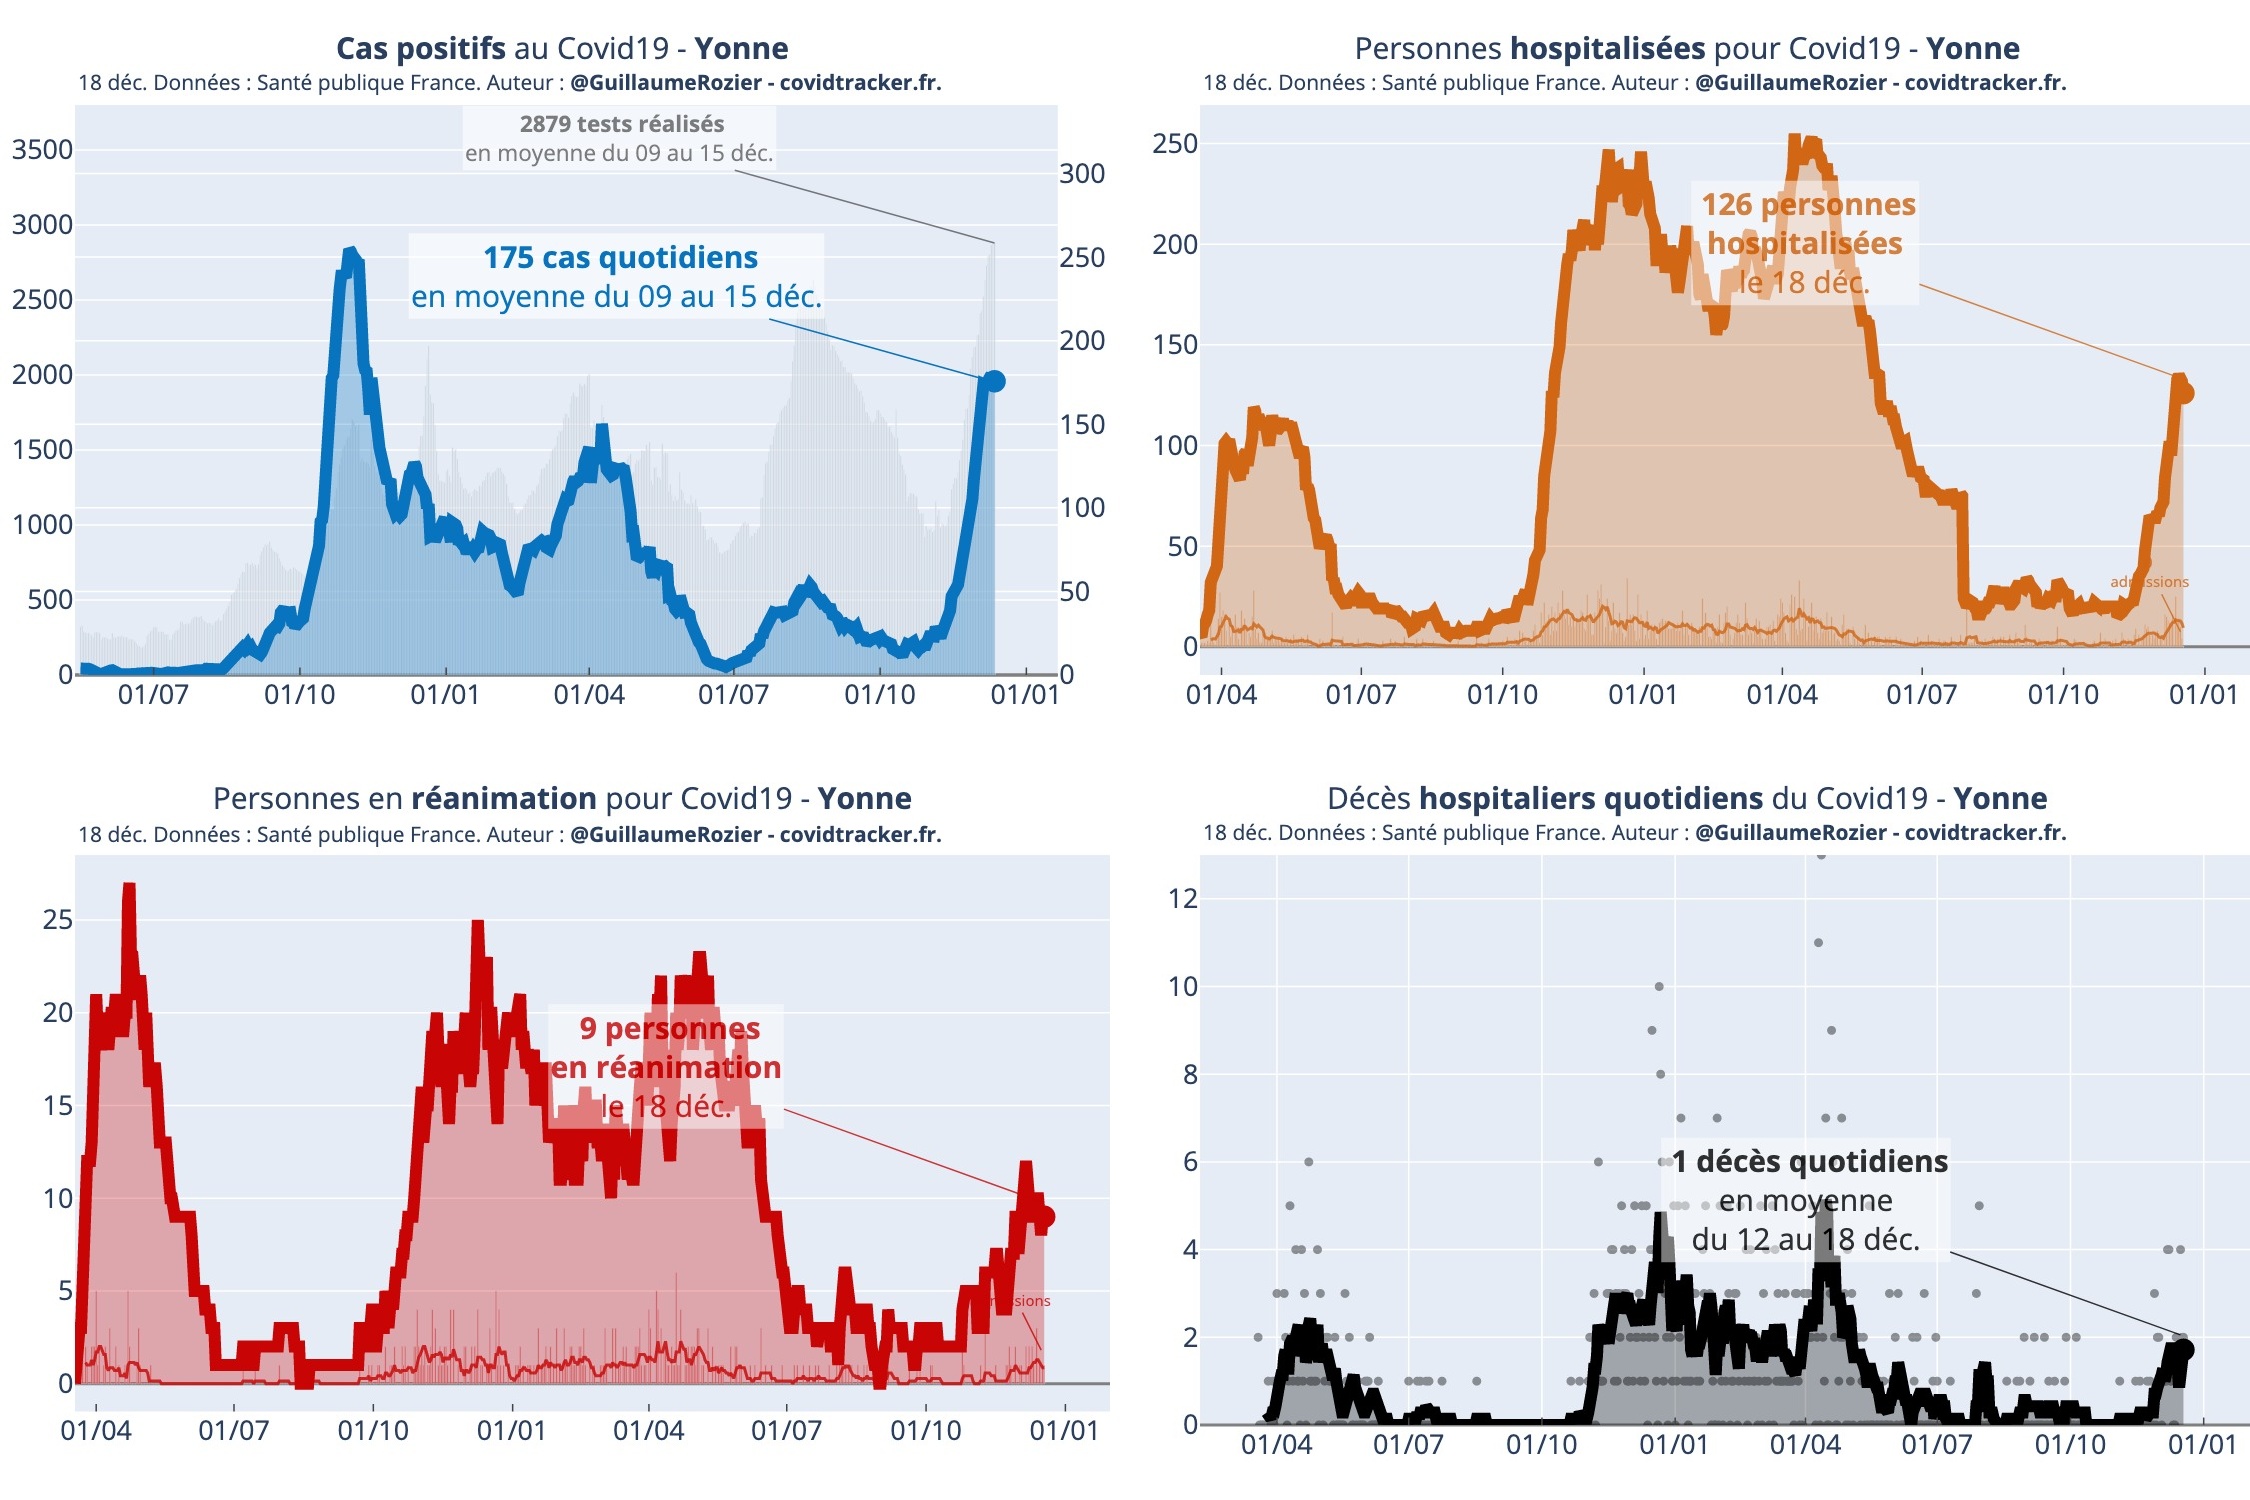 Cas positifs au Covid19 - Yonne
18 déc. Données : Santé publique France. Auteur : @GuillaumeRozier - covidtracker.fr.
2879 tests réalisés
en moyenne du 09 au 15 déc.
175 cas quotidiens
en moyenne du 09 au 15 déc.
3500
3000
2500
2000
1500
1000
500
0
300
250
200
150
100
50
0
01/07 01/10 01/01 01/04 01/07 01/10 01/01
Personnes hospitalisées pour Covid19 - Yonne
18 déc. Données : Santé publique France. Auteur : @GuillaumeRozier - covidtracker.fr.
126 personnes
hospitalisées
le 18 déc.
admissions
250
200
150
100
50
0
01/04 01/07 01/10 01/01 01/04 01/07 01/10 01/01
Personnes en réanimation pour Covid19 - Yonne
18 déc. Données : Santé publique France. Auteur : @GuillaumeRozier - covidtracker.fr.
9 personnes
en réanimation
le 18 déc.
admissions
25
20
15
10
5
0
01/04 01/07 01/10 01/01 01/04 01/07 01/10 01/01
Décès hospitaliers quotidiens du Covid19 - Yonne
18 déc. Données : Santé publique France. Auteur : @GuillaumeRozier - covidtracker.fr.
1 décès quotidiens
en moyenne
du 12 au 18 déc.
12
10
8
6
4
2
0
01/04 01/07 01/10 01/01 01/04 01/07 01/10 01/01